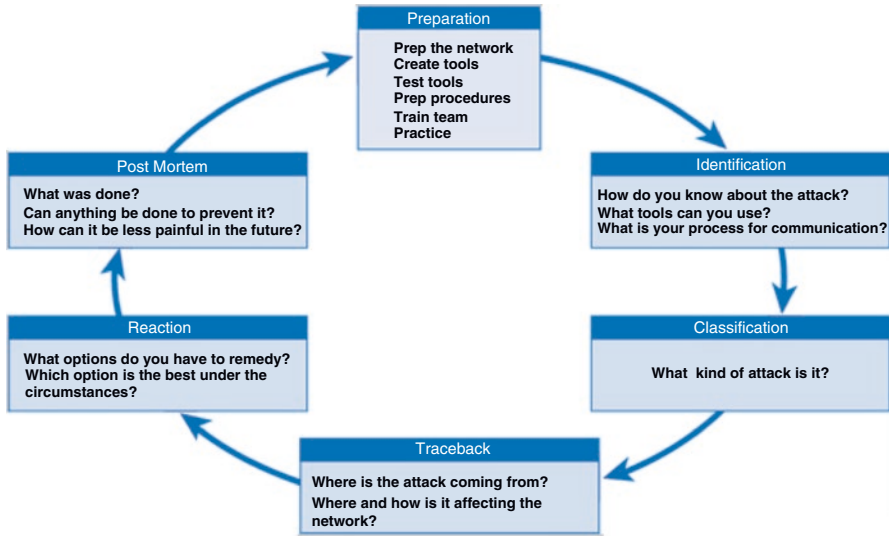 Preparation
Prep the network
Create tools
Test tools
Prep procedures
Train team
Practice
Identification
How do you know about the attack?
What tools can you use?
What is your process for communication?
Classification
What kind of attack is it?
Traceback
Where is the attack coming from?
Where and how is it affecting the
network?
Reaction
What options do you have to remedy?
Which option is the best under the
circumstances?
Post Mortem
What was done?
Can anything be done to prevent it?
How can it be less painful in the future?